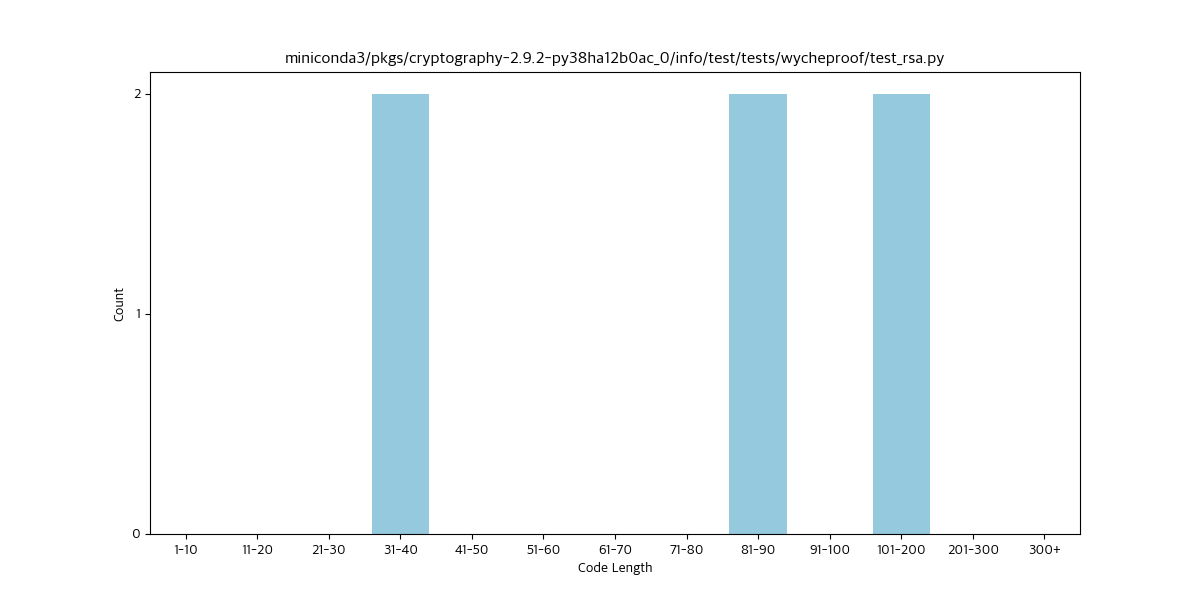 miniconda3/pkgs/cryptography-2.9.2-py38ha12b0ac_0/info/test/tests/wycheproof/test_rsa.py
2
1
0
Count
1-10 11-20 21-30 31-40 41-50 51-60 61-70 71-80 81-90 91-100 101-200 201-300 300+
Code Length